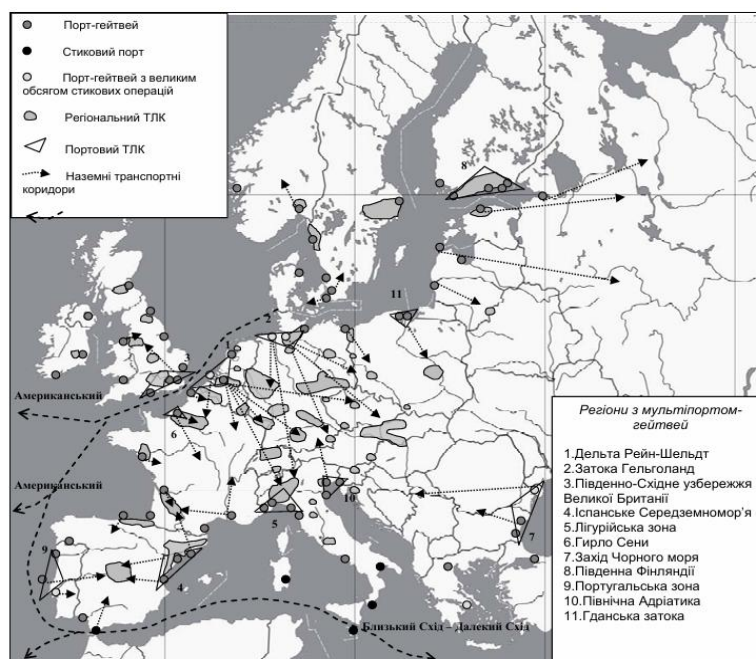 Порт-гейтвей
Стиковий порт
Порт-гейтвей з великим
обсягом стикових операцій
Регіональний ТЛК
Портовий ТЛК
Наземні транспортні
коридори
8
11
2
1
3
Американський
6
Американський
10
5
7
9
4
Близький Схід – Далекий Схід
Регіони з мультіпортом-
гейтвей
1.Дельта Рейн-Шельдт
2.Затока Гельголанд
3.Південно-Східне узбережжя
Великої Британії
4.Іспанське Середземномор’я
5.Лігурійська зона
6.Гирло Сени
7.Захід Чорного моря
8.Південна Фінляндії
9.Португальська зона
10.Північна Адріатика
11.Гданська затока